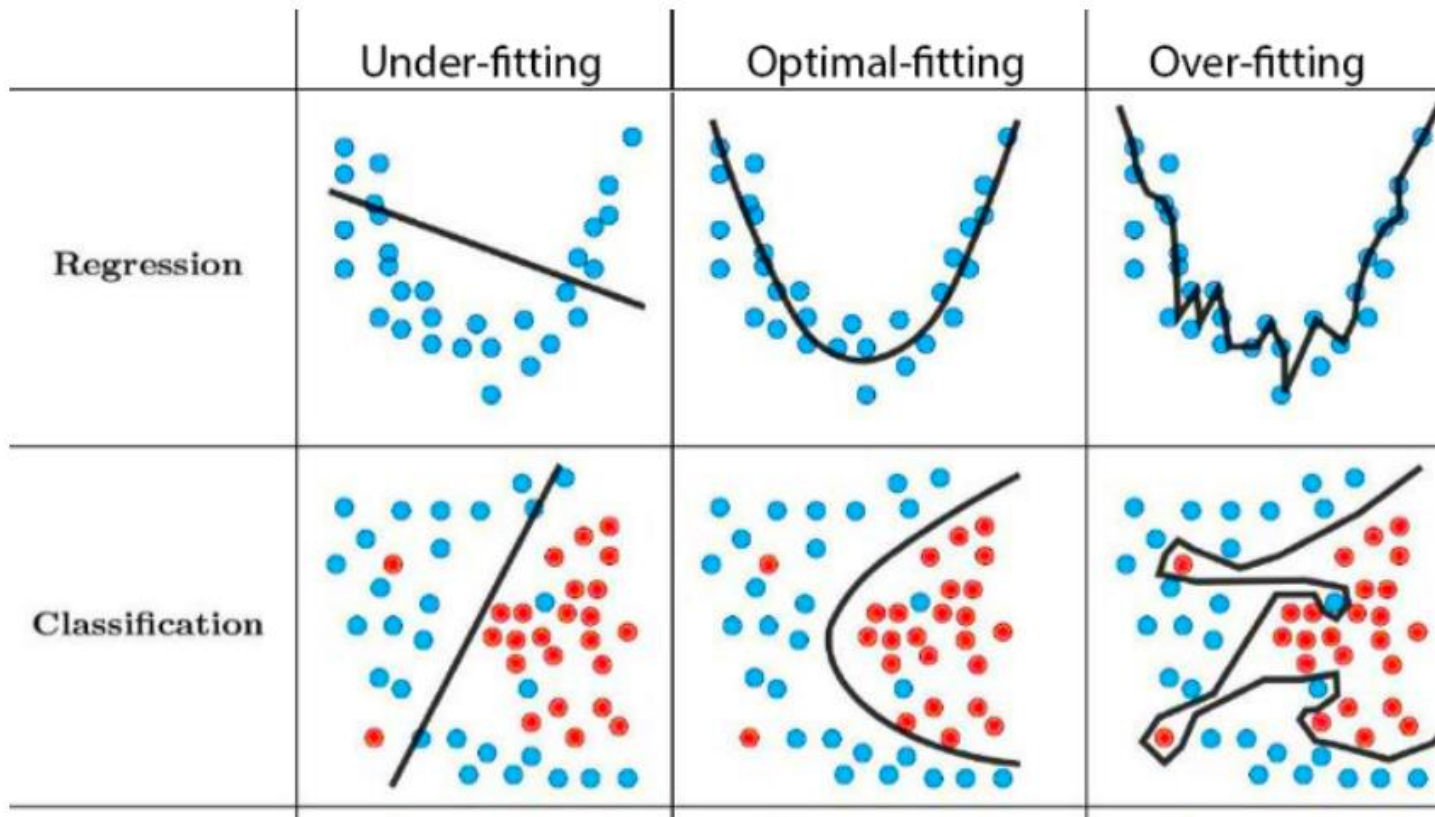 Under-fitting
Optimal-fitting
Over-fitting
Regression
Classification